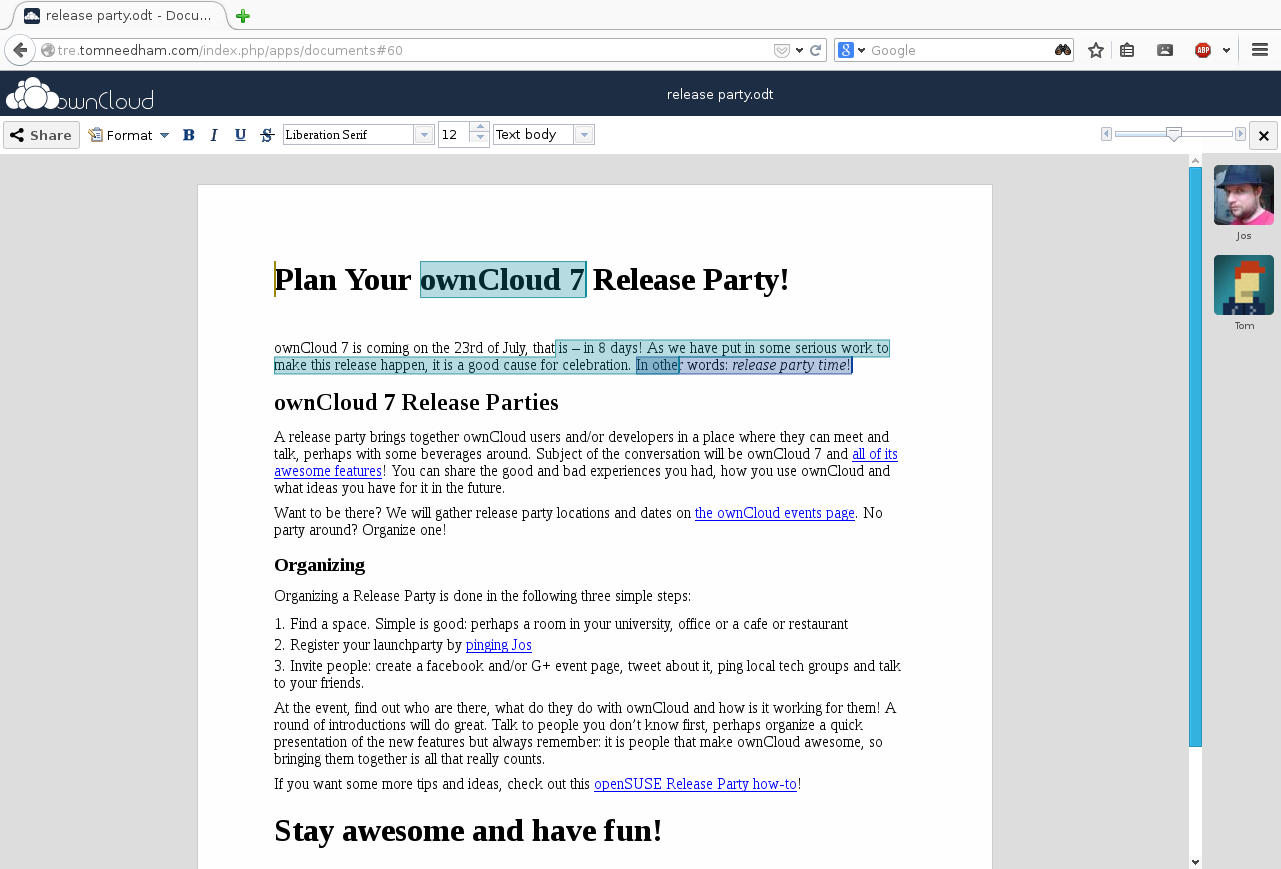 release party.odt - Docu...
tre.tomneedham.com/index.php/apps/documents#60
8
Google
ABP
ownCloud
release party.odt
Share
Format
B
I
U
S
Liberation Serif
12
Text body
Jos
Tom
Plan Your ownCloud 7 Release Party!
ownCloud 7 is coming on the 23rd of July, that is – in 8 days! As we have put in some serious work to
make this release happen, it is a good cause for celebration. In other words: release party time!
ownCloud 7 Release Parties
A release party brings together ownCloud users and/or developers in a place where they can meet and
talk, perhaps with some beverages around. Subject of the conversation will be ownCloud 7 and all of its
awesome features! You can share the good and bad experiences you had, how you use ownCloud and
what ideas you have for it in the future.
Want to be there? We will gather release party locations and dates on the ownCloud events page. No
party around? Organize one!
Organizing
Organizing a Release Party is done in the following three simple steps:
1. Find a space. Simple is good: perhaps a room in your university, office or a cafe or restaurant
2. Register your launchparty by pinging Jos
3. Invite people: create a facebook and/or G+ event page, tweet about it, ping local tech groups and talk
to your friends.
At the event, find out who are there, what do they do with ownCloud and how is it working for them! A
round of introductions will do great. Talk to people you don’t know first, perhaps organize a quick
presentation of the new features but always remember: it is people that make ownCloud awesome, so
bringing them together is all that really counts.
If you want some more tips and ideas, check out this openSUSE Release Party how-to!
Stay awesome and have fun!